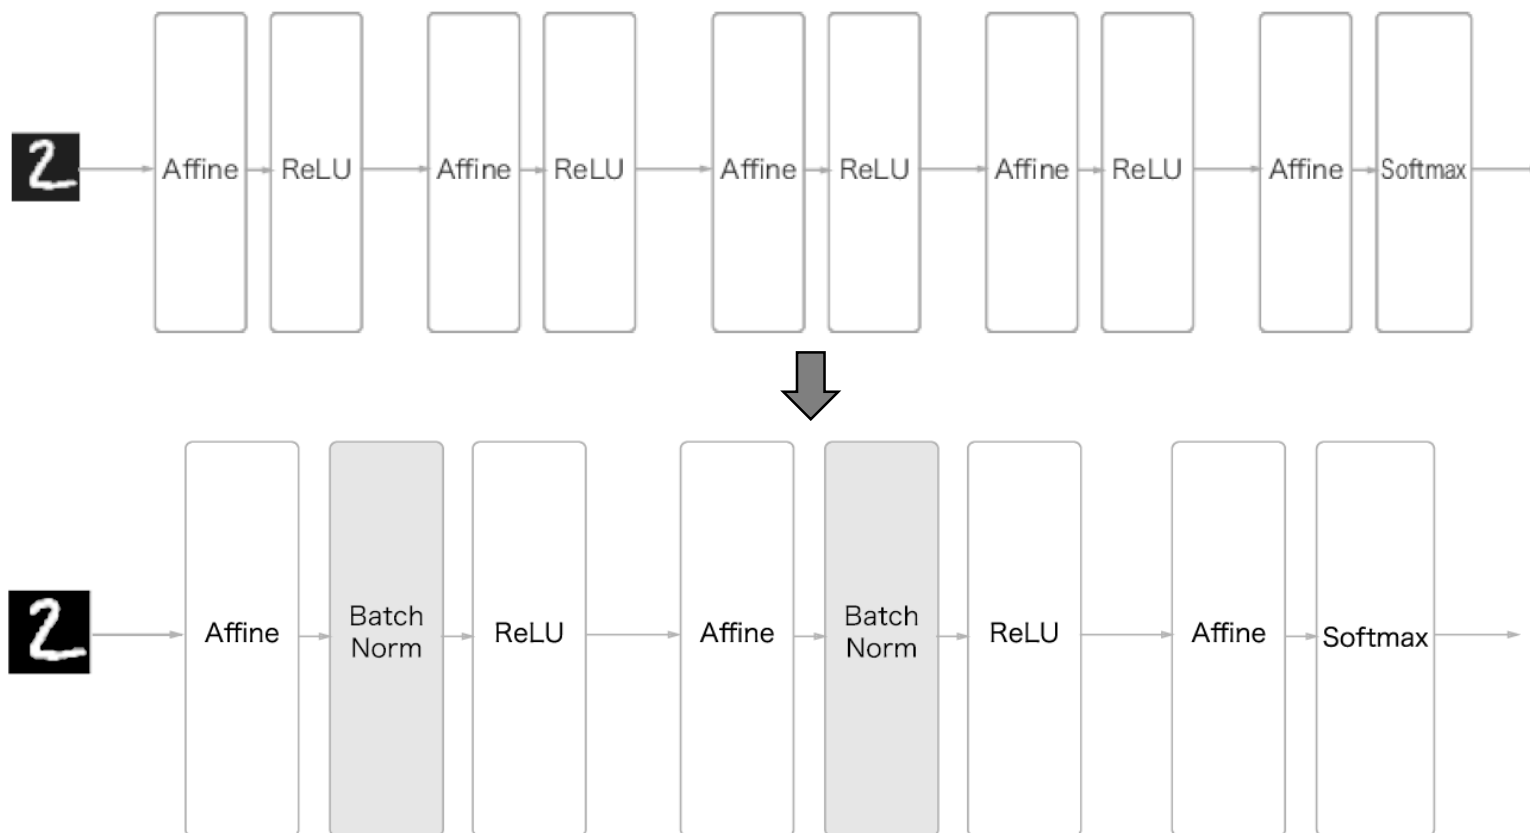 2
Affine
ReLU
Affine
ReLU
Affine
ReLU
Affine
ReLU
Affine
Softmax
2
Affine
Batch
Norm
ReLU
Affine
Batch
Norm
ReLU
Affine
Softmax